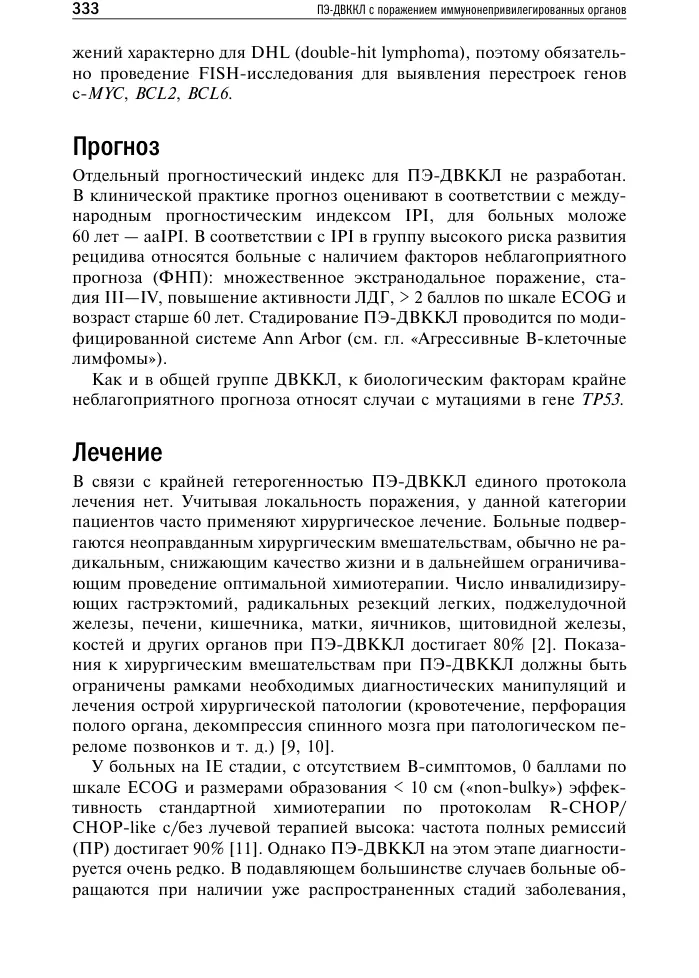 333
ПЭ-ДВККЛ с поражением иммунонепривилегированных органов
жений характерно для DHL (double-hit lymphoma), поэтому обязатель-
но проведение FISH-исследования для выявления перестроек генов
c-MYC, BCL2, BCL6.
Прогноз
Отдельный прогностический индекс для ПЭ-ДВККЛ не разработан.
В клинической практике прогноз оценивают в соответствии с между-
народным прогностическим индексом IPI, для больных моложе
60 лет — aaIPI. В соответствии с IPI в группу высокого риска развития
рецидива относятся больные с наличием факторов неблагоприятного
прогноза (ФНП): множественное экстранодальное поражение, ста-
дия III—IV, повышение активности ЛДГ, > 2 баллов по шкале ECOG и
возраст старше 60 лет. Стадирование ПЭ-ДВККЛ проводится по моди-
фицированной системе Ann Arbor (см. гл. «Агрессивные В-клеточные
лимфомы»).
Как и в общей группе ДВККЛ, к биологическим факторам крайне
неблагоприятного прогноза относят случаи с мутациями в гене TP53.
Лечение
В связи с крайней гетерогенностью ПЭ-ДВККЛ единого протокола
лечения нет. Учитывая локальность поражения, у данной категории
пациентов часто применяют хирургическое лечение. Больные подвер-
гаются неоправданным хирургическим вмешательствам, обычно не ра-
дикальным, снижающим качество жизни и в дальнейшем ограничива-
ющим проведение оптимальной химиотерапии. Число инвалидизиру-
ющих гастрэктомий, радикальных резекций легких, поджелудочной
железы, печени, кишечника, матки, яичников, щитовидной железы,
костей и других органов при ПЭ-ДВККЛ достигает 80% [2]. Показа-
ния к хирургическим вмешательствам при ПЭ-ДВККЛ должны быть
ограничены рамками необходимых диагностических манипуляций и
лечения острой хирургической патологии (кровотечение, перфорация
полого органа, декомпрессия спинного мозга при патологическом пе-
реломе позвонков и т. д.) [9, 10].
У больных на IE стадии, с отсутствием В-симптомов, 0 баллами по
шкале ECOG и размерами образования < 10 см («non-bulky») эффек-
тивность стандартной химиотерапии по протоколам R-CHOP/
CHOP-like с/без лучевой терапией высока: частота полных ремиссий
(ПР) достигает 90% [11]. Однако ПЭ-ДВККЛ на этом этапе диагности-
руется очень редко. В подавляющем большинстве случаев больные об-
ращаются при наличии уже распространенных стадий заболевания,